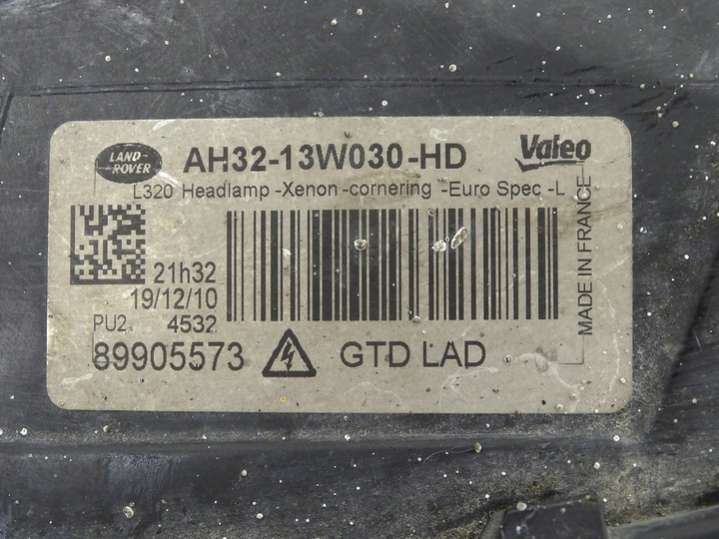 LAND-
ROVER
AH32-13W030-HD
Valeo
L320 Headlamp -Xenon -cornering -Euro Spec -L
21h32
19/12/10
PU2 4532
89905573
GTD LAD
MADE IN FRANCE